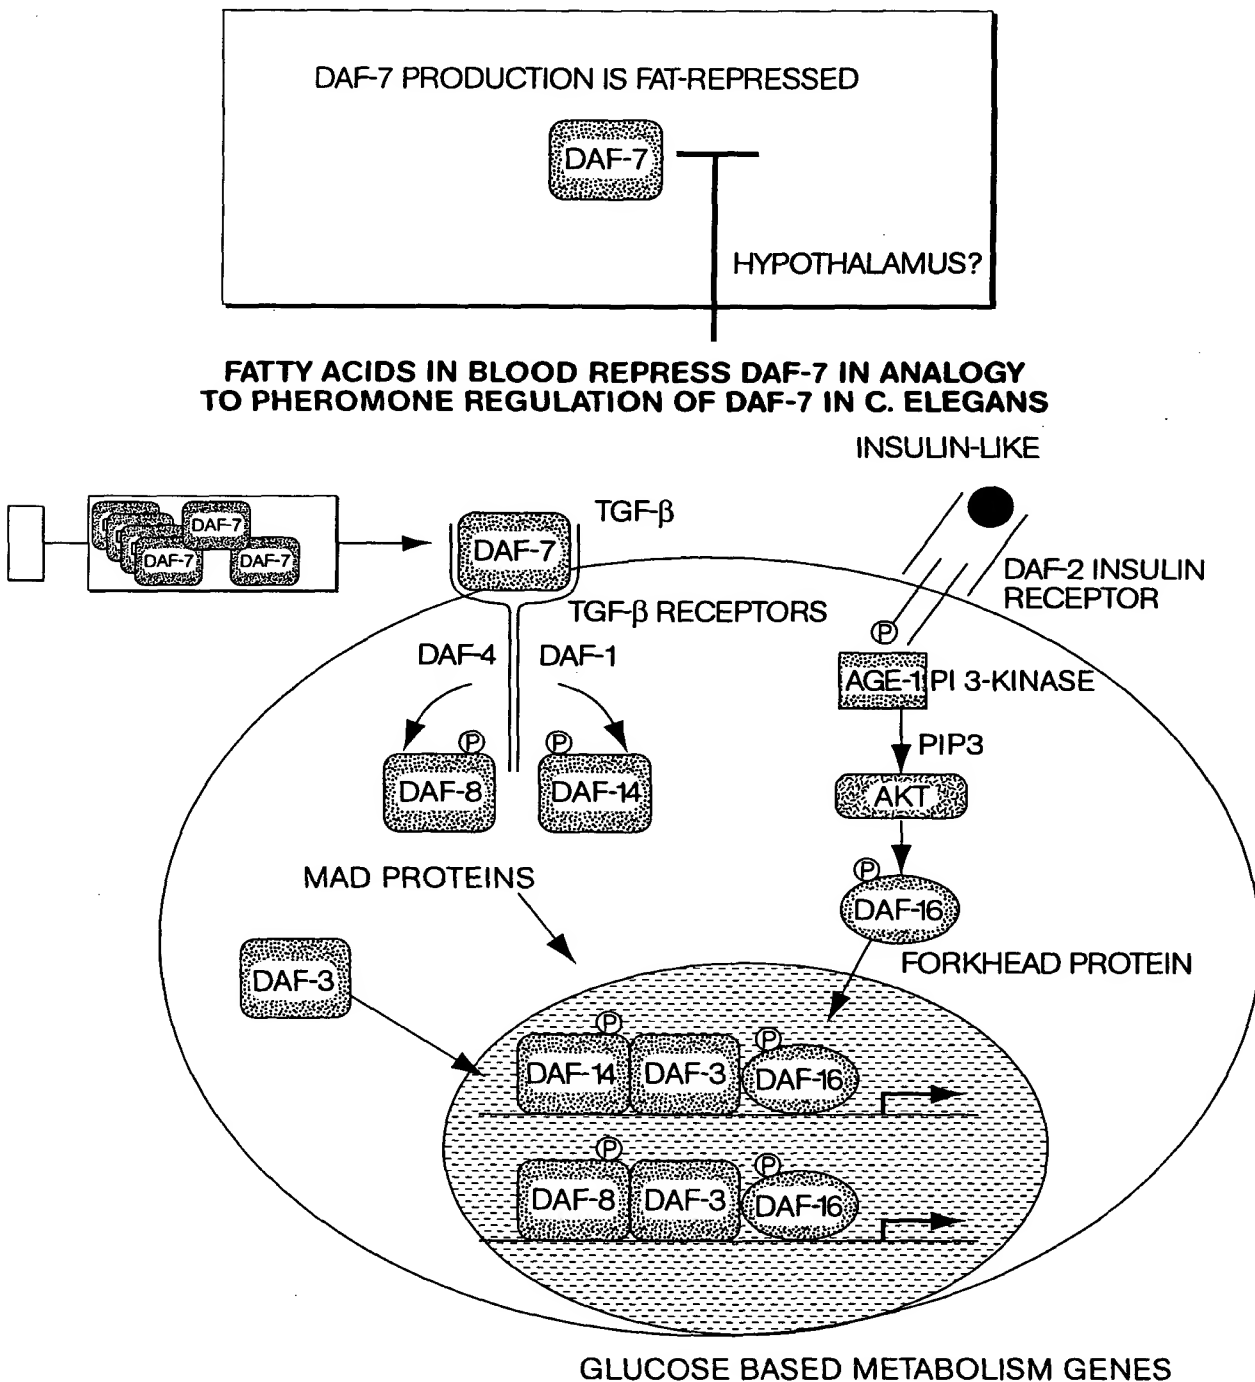 DAF-7 PRODUCTION IS FAT-REPRESSED
DAF-7
HYPOTHALAMUS?
FATTY ACIDS IN BLOOD REPRESS DAF-7 IN ANALOGY
TO PHEROMONE REGULATION OF DAF-7 IN C. ELEGANS
INSULIN-LIKE
DAF-7
DAF-7
DAF-7
DAF-7
TGF-β
DAF-2 INSULIN
RECEPTOR
TGF-β RECEPTORS
DAF-4
DAF-1
P
AGE-1
PI 3-KINASE
PIP3
P
DAF-8
P
DAF-14
AKT
MAD PROTEINS
P
DAF-16
FORKHEAD PROTEIN
DAF-3
P
DAF-14
DAF-3
P
DAF-16
P
DAF-8
DAF-3
P
DAF-16
GLUCOSE BASED METABOLISM GENES